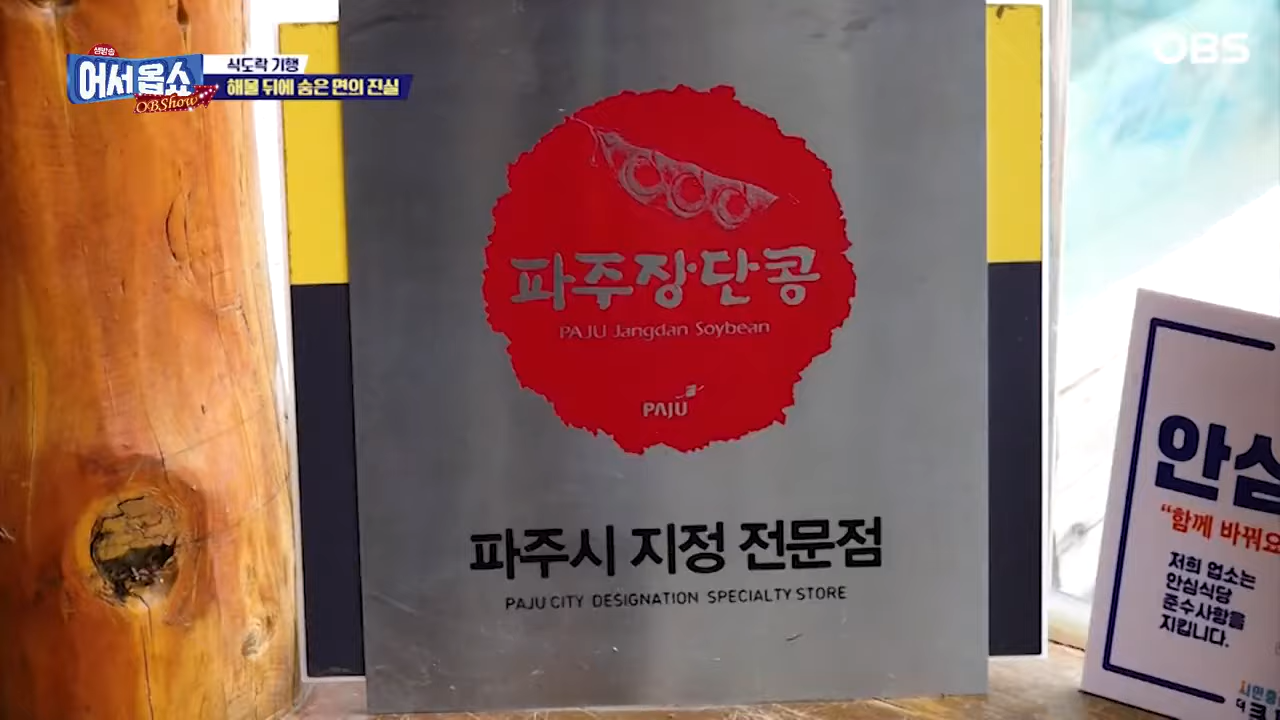 생방송
어서옵쇼
OBShow
식도락 기행
해물 뒤에 숨은 면의 진실
OBS
파주장단콩
PAJU Jangdan Soybean
PAJU
파주시 지정 전문점
PAJU CITY DESIGNATION SPECIALTY STORE
안심
“함께 바꿔요
저희 업소는
안심식당
준수사항을
지킵니다.